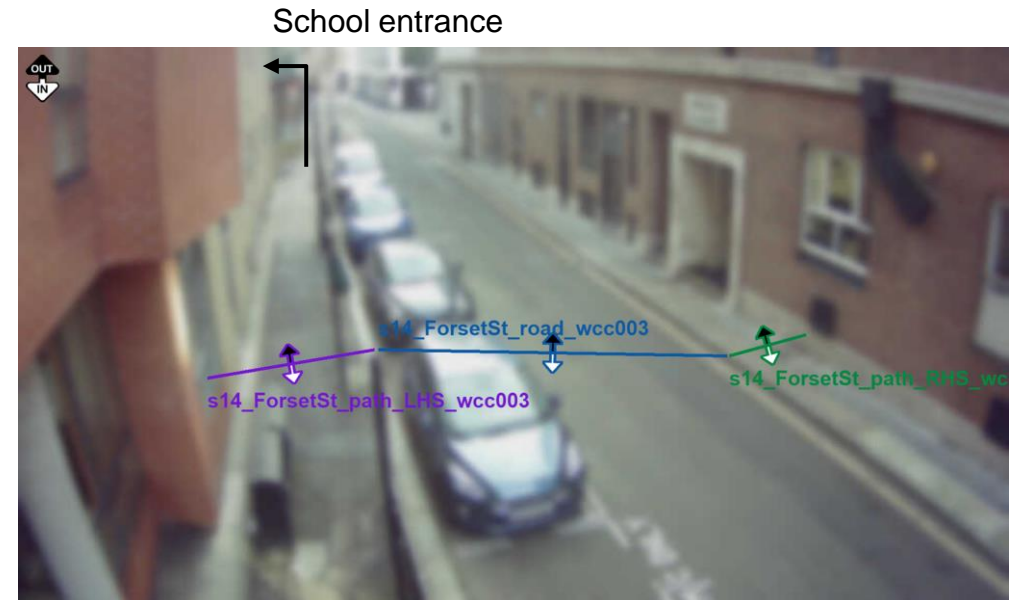 School entrance
OUT
IN
s14_ForsetSt_road_wcc003
s14_ForsetSt_path_RHS_wc
s14_ForsetSt_path_LHS_wcc003